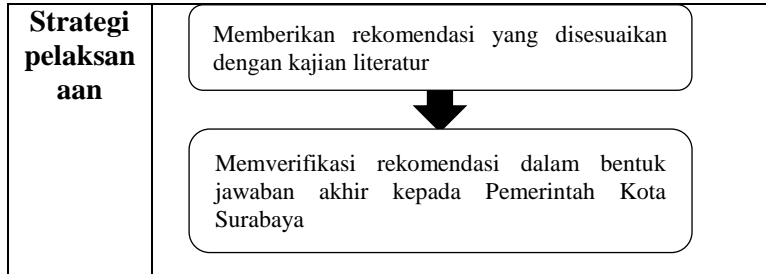 Strategi
pelaksan
aan
Memberikan rekomendasi yang disesuaikan
dengan kajian literatur
Memverifikasi rekomendasi dalam bentuk
jawaban akhir kepada Pemerintah Kota
Surabaya